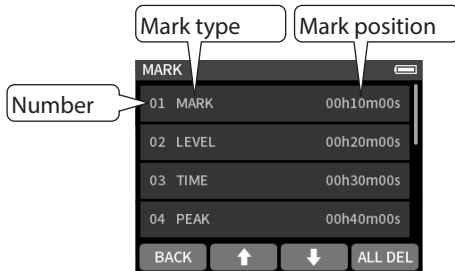 Mark type
Mark position
MARK
Number
01 MARK 00h10m00s
02 LEVEL 00h20m00s
03 TIME 00h30m00s
04 PEAK 00h40m00s
BACK ALL DEL